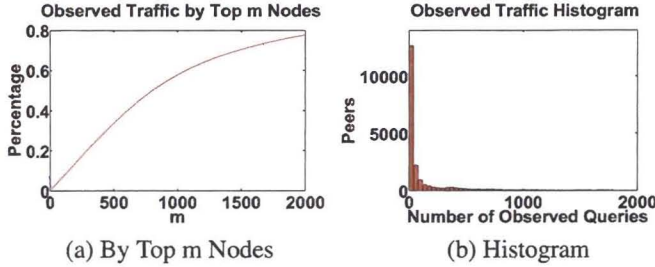 Observed Traffic by Top m Nodes
0.8
0.6
0.4
0.2
0
Percentage
0 500 1000 1500 2000
m
(a) By Top m Nodes
Observed Traffic Histogram
10000
5000
0
Peers
0 1000 2000
Number of Observed Queries
(b) Histogram